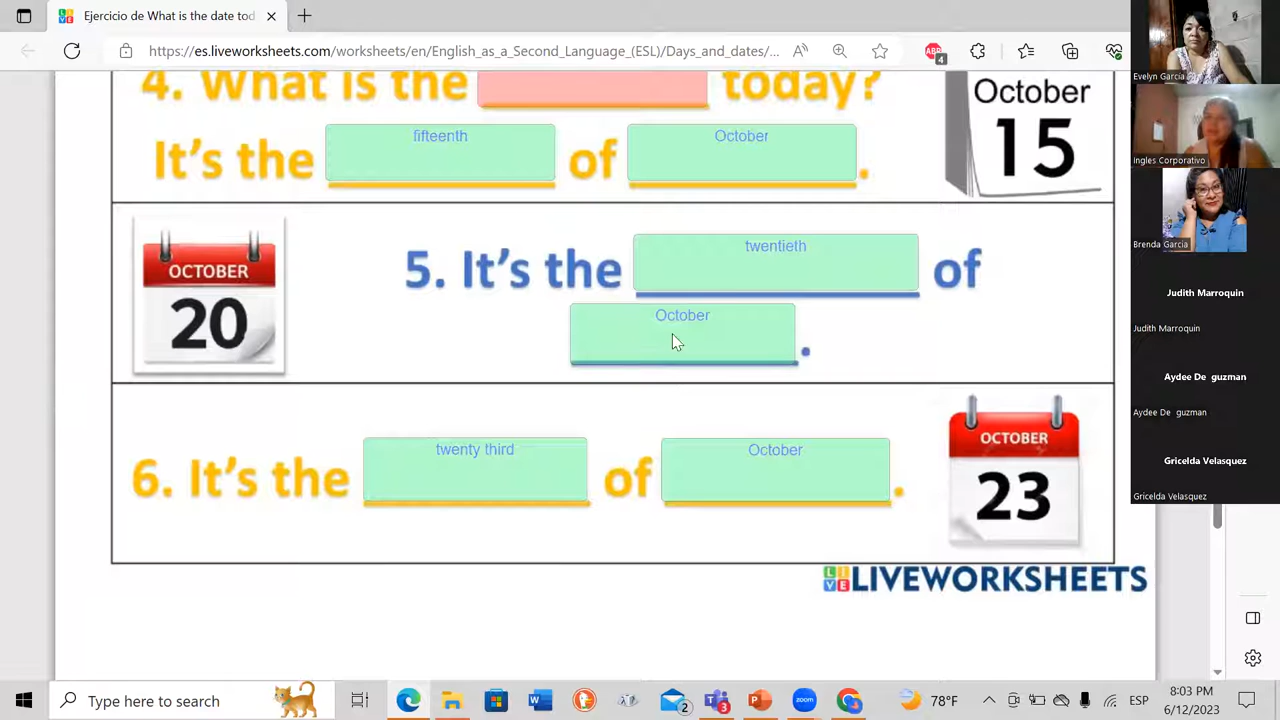 Ejercicio de What is the date tod
https://es.liveworksheets.com/worksheets/en/English_as_a_Second_Language_(ESL)/Days_and_dates/...
4
4. What is the today?
It's the fifteenth of October.
October
15
OCTOBER
20
5. It's the twentieth of
October.
6. It's the twenty third of October.
OCTOBER
23
LIVEWORKSHEETS
Evelyn Garcia
ingles Corporativo
Brenda Garcia
Judith Marroquin
Judith Marroquin
Aydee De guzman
Aydee De guzman
Gricelda Velasquez
Gricelda Velasquez
Type here to search
2
3
zoom
78°F
ESP
8:03 PM
6/12/2023